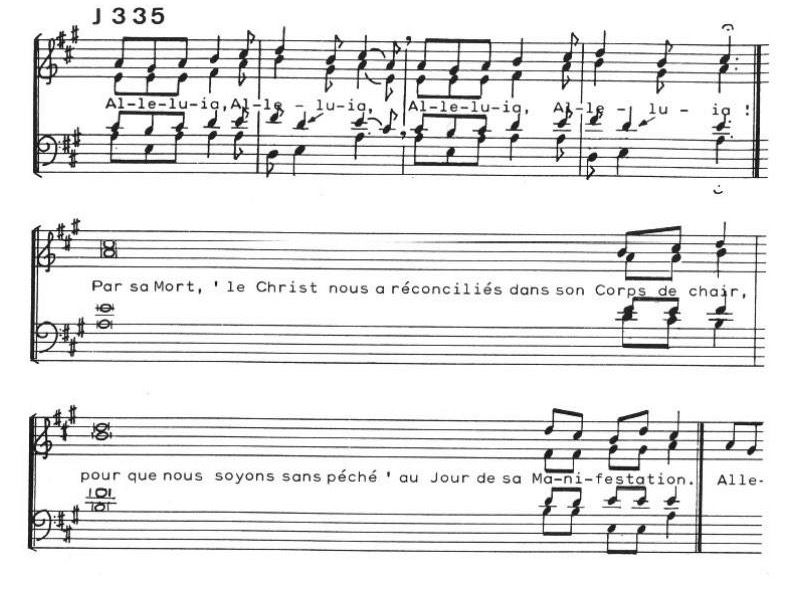 J 335
Al-le-lu-ia, Al-le - lu-ia, Al-le-lu-ia, Al-le - lu - ia !
Par sa Mort, ' le Christ nous a réconciliés dans son Corps de chair,
pour que nous soyons sans péché ' au Jour de sa Ma-ni-festation. Alle-